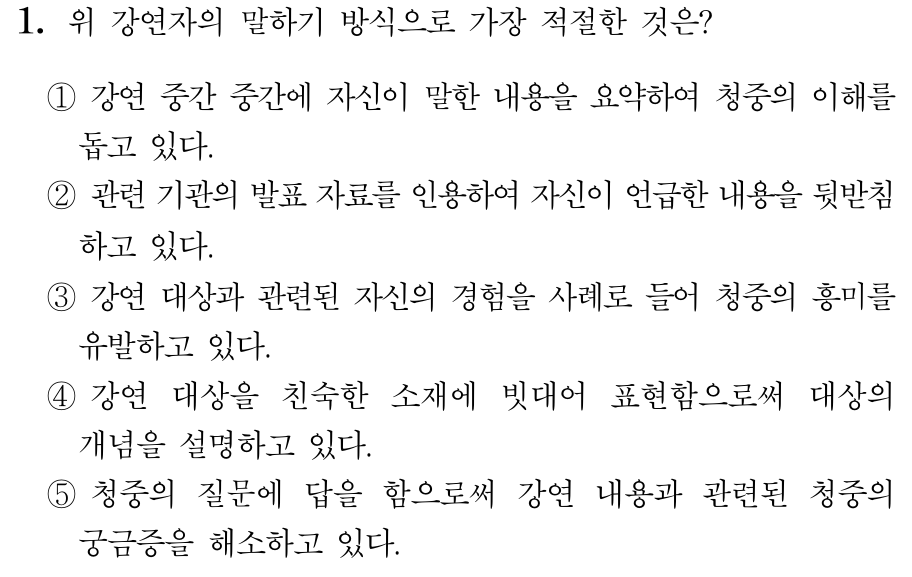 1. 위 강연자의 말하기 방식으로 가장 적절한 것은?
① 강연 중간 중간에 자신이 말한 내용을 요약하여 청중의 이해를
돕고 있다.
② 관련 기관의 발표 자료를 인용하여 자신이 언급한 내용을 뒷받침
하고 있다.
③ 강연 대상과 관련된 자신의 경험을 사례로 들어 청중의 흥미를
유발하고 있다.
④ 강연 대상을 친숙한 소재에 빗대어 표현함으로써 대상의
개념을 설명하고 있다.
⑤ 청중의 질문에 답을 함으로써 강연 내용과 관련된 청중의
궁금증을 해소하고 있다.